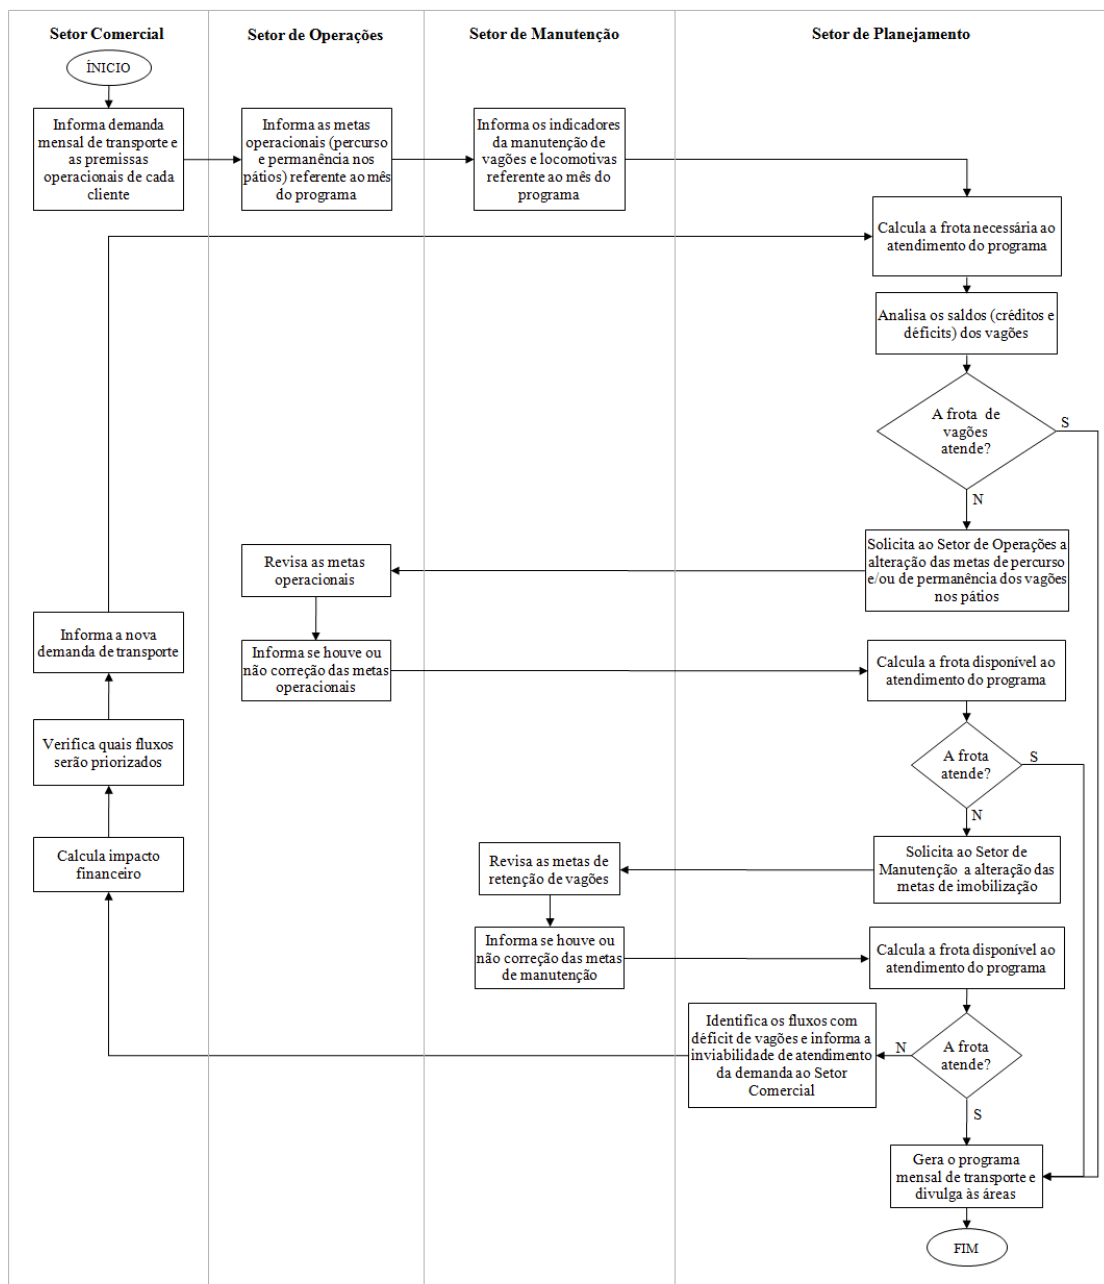 Setor Comercial
Setor de Operações
Setor de Manutenção
Setor de Planejamento
ÍNICIO
Informa demanda
mensal de transporte e
as premissas
operacionais de cada
cliente
Informa as metas
operacionais (percurso
e permanência nos
pátios) referente ao mês
do programa
Informa os indicadores
da manutenção de
vagões e locomotivas
referente ao mês do
programa
Calcula a frota necessária ao
atendimento do programa
Analisa os saldos (créditos e
déficits) dos vagões
A frota de
vagões
atende?
S
N
Solicita ao Setor de Operações a
alteração das metas de percurso
e/ou de permanência dos vagões
nos pátios
Revisa as metas
operacionais
Informa se houve ou
não correção das metas
operacionais
Calcula a frota disponível ao
atendimento do programa
A frota
atende?
S
N
Solicita ao Setor de
Manutenção a alteração das
metas de imobilização
Revisa as metas de
retenção de vagões
Informa se houve ou
não correção das metas
de manutenção
Calcula a frota disponível ao
atendimento do programa
A frota
atende?
N
S
Identifica os fluxos com
déficit de vagões e informa a
inviabilidade de atendimento
da demanda ao Setor
Comercial
Calcula impacto
financeiro
Verifica quais fluxos
serão priorizados
Informa a nova
demanda de transporte
Gera o programa
mensal de transporte e
divulga às áreas
FIM